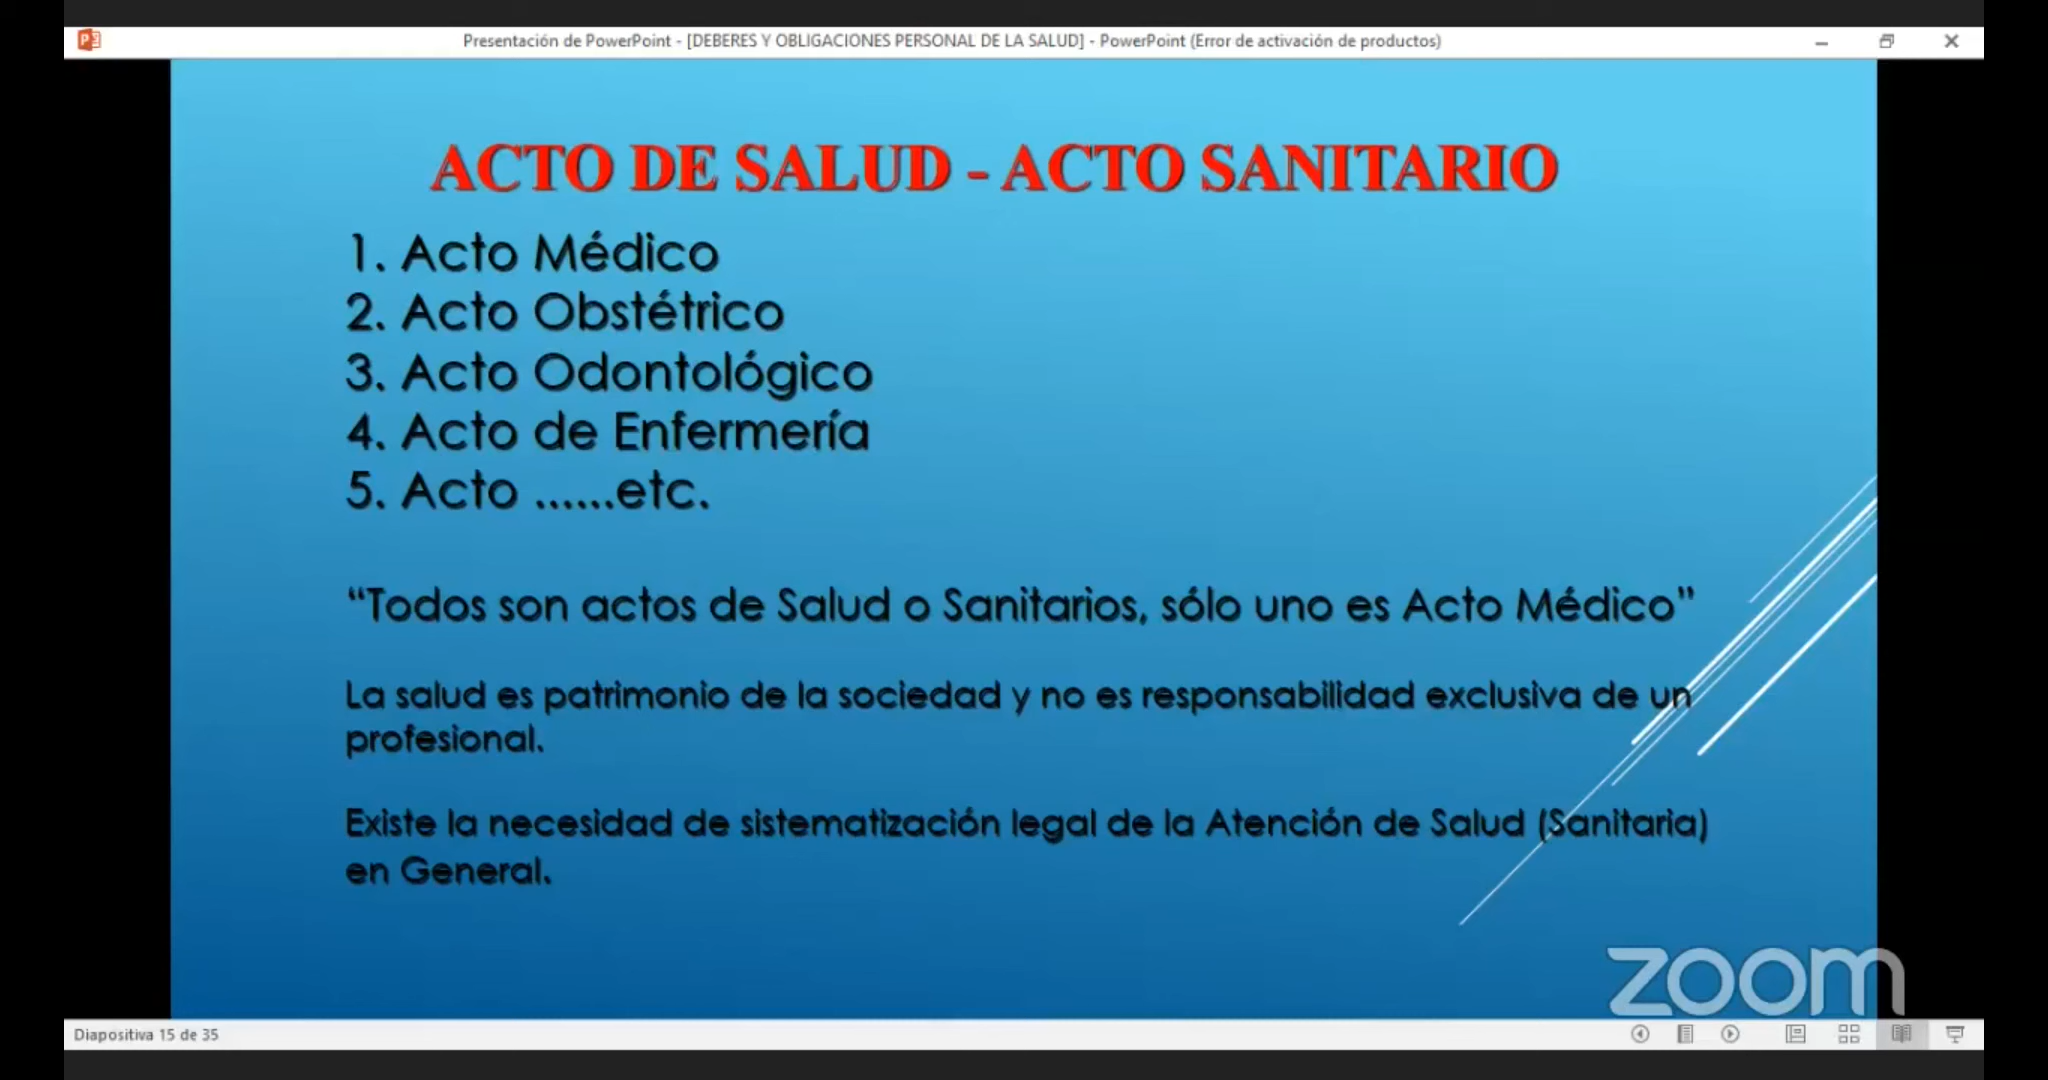 Presentación de PowerPoint - [DEBERES Y OBLIGACIONES PERSONAL DE LA SALUD] - PowerPoint (Error de activación de productos)
ACTO DE SALUD - ACTO SANITARIO
1. Acto Médico
2. Acto Obstétrico
3. Acto Odontológico
4. Acto de Enfermería
5. Acto ......etc.
“Todos son actos de Salud o Sanitarios, sólo uno es Acto Médico”
La salud es patrimonio de la sociedad y no es responsabilidad exclusiva de un
profesional.
Existe la necesidad de sistematización legal de la Atención de Salud (Sanitaria)
en General.
zoom
Diapositiva 15 de 35